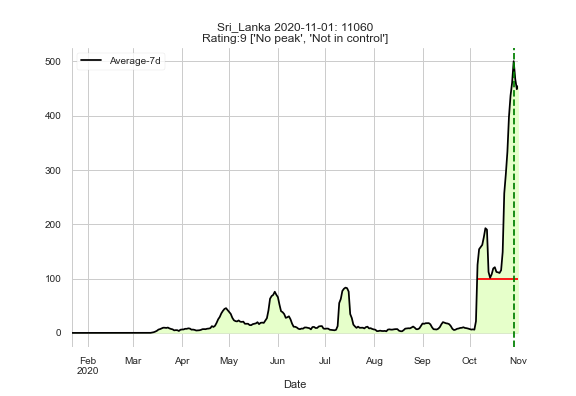 Sri_Lanka 2020-11-01: 11060
Rating:9 ['No peak', 'Not in control']
Average-7d
500
400
300
200
100
0
Feb Mar Apr May Jun Jul Aug Sep Oct Nov
2020
Date